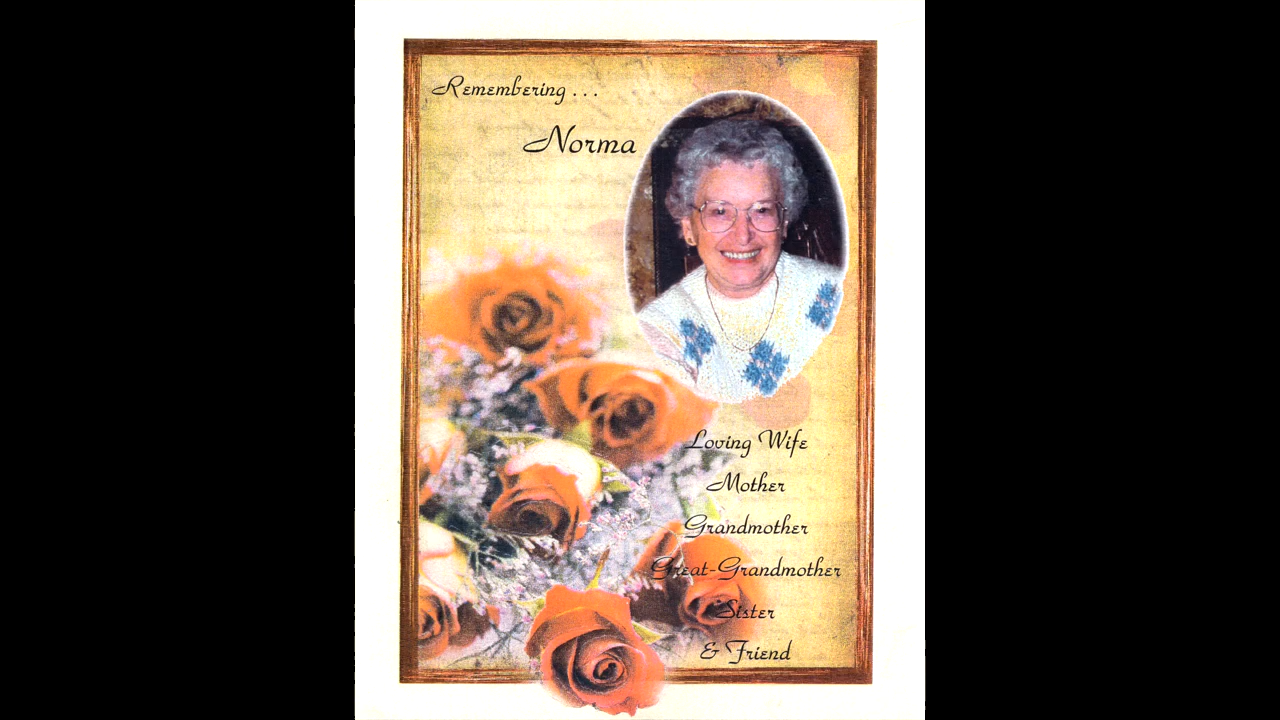 Remembering . . .
Norma
Loving Wife
Mother
Grandmother
Great-Grandmother
Sister
& Friend